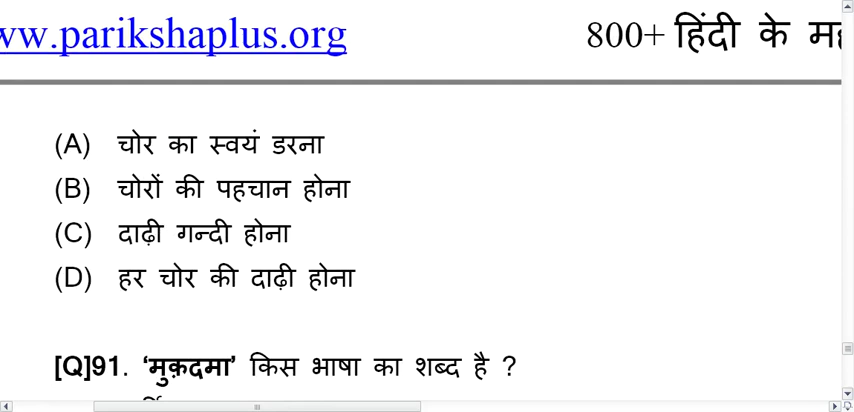 ww.parikshaplus.org 800+ हिंदी के
(A) चोर का स्वयं डरना
(B) चोरों की पहचान होना
(C) दाढ़ी गन्दी होना
(D) हर चोर की दाढ़ी होना
[Q]91. ‘मुक़दमा’ किस भाषा का शब्द है ?